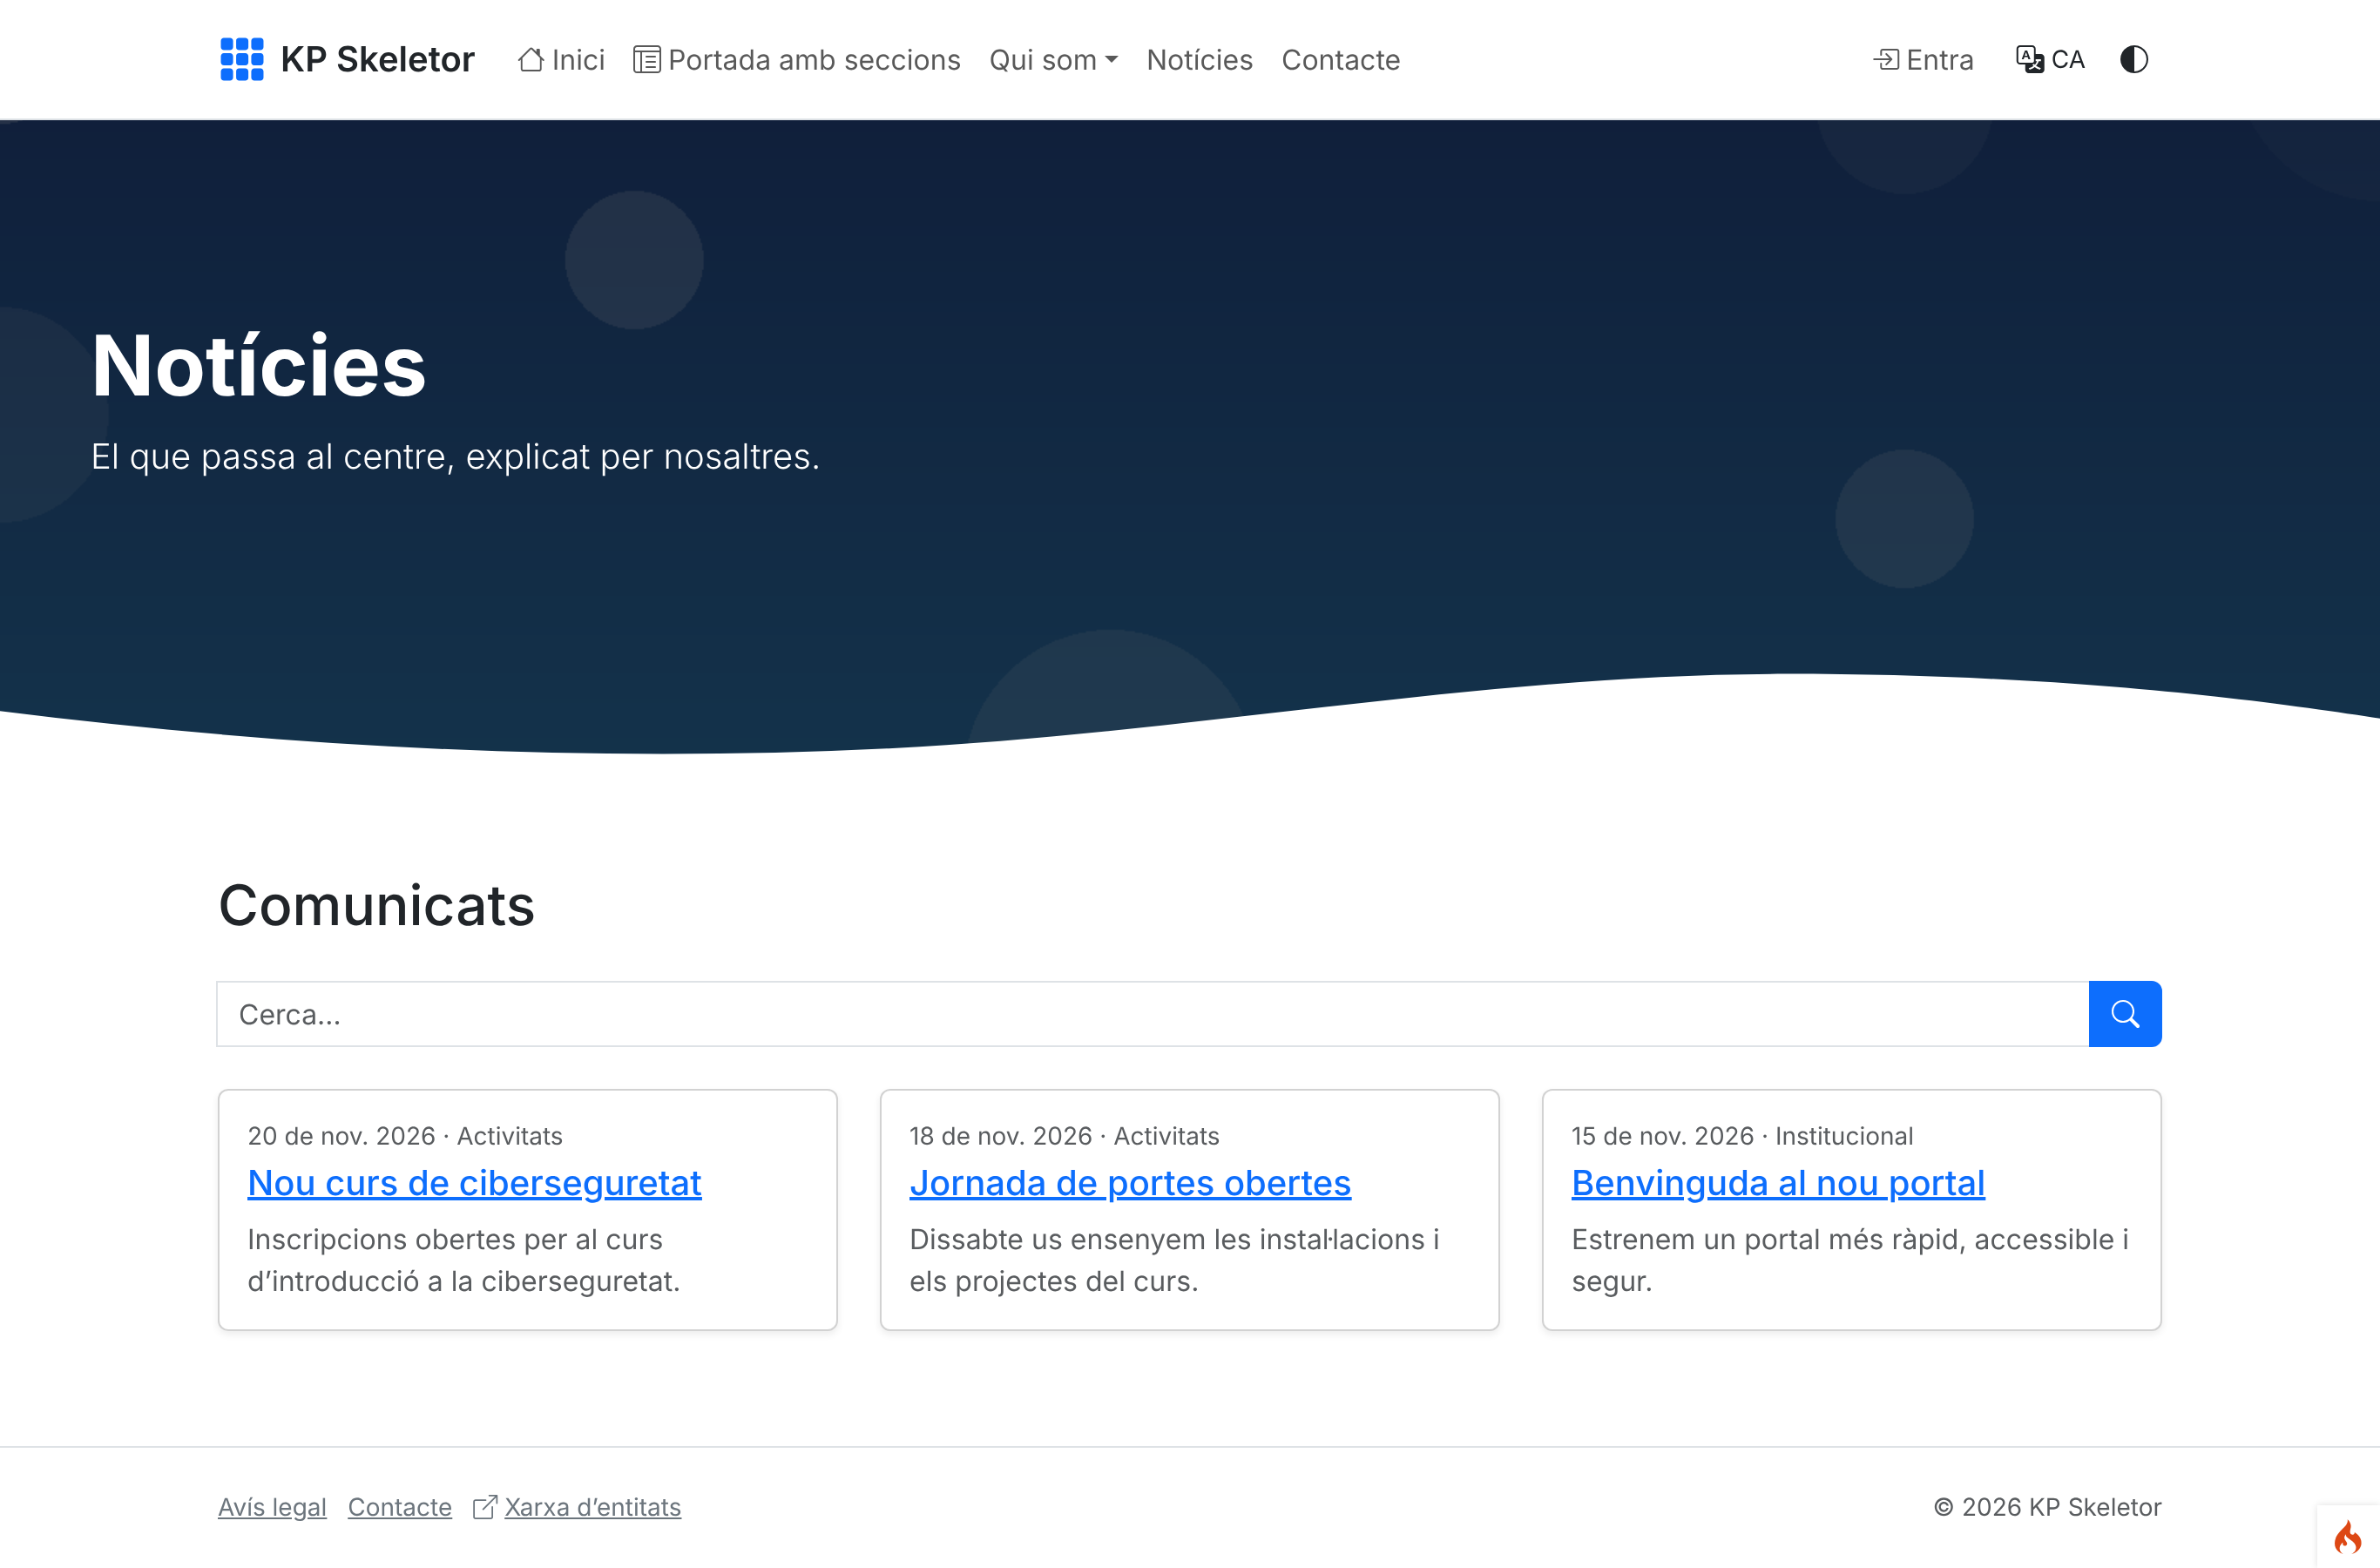 KP Skeletor
Inici
Portada amb seccions
Qui som
Notícies
Contacte
Entra
CA
Notícies
El que passa al centre, explicat per nosaltres.
Comunicats
Cerca...
20 de nov. 2026 · Activitats
Nou curs de ciberseguretat
Inscripcions obertes per al curs
d’introducció a la ciberseguretat.
18 de nov. 2026 · Activitats
Jornada de portes obertes
Dissabte us ensenyem les instal·lacions i
els projectes del curs.
15 de nov. 2026 · Institucional
Benvinguda al nou portal
Estrenem un portal més ràpid, accessible i
segur.
Avís legal
Contacte
Xarxa d’entitats
© 2026 KP Skeletor